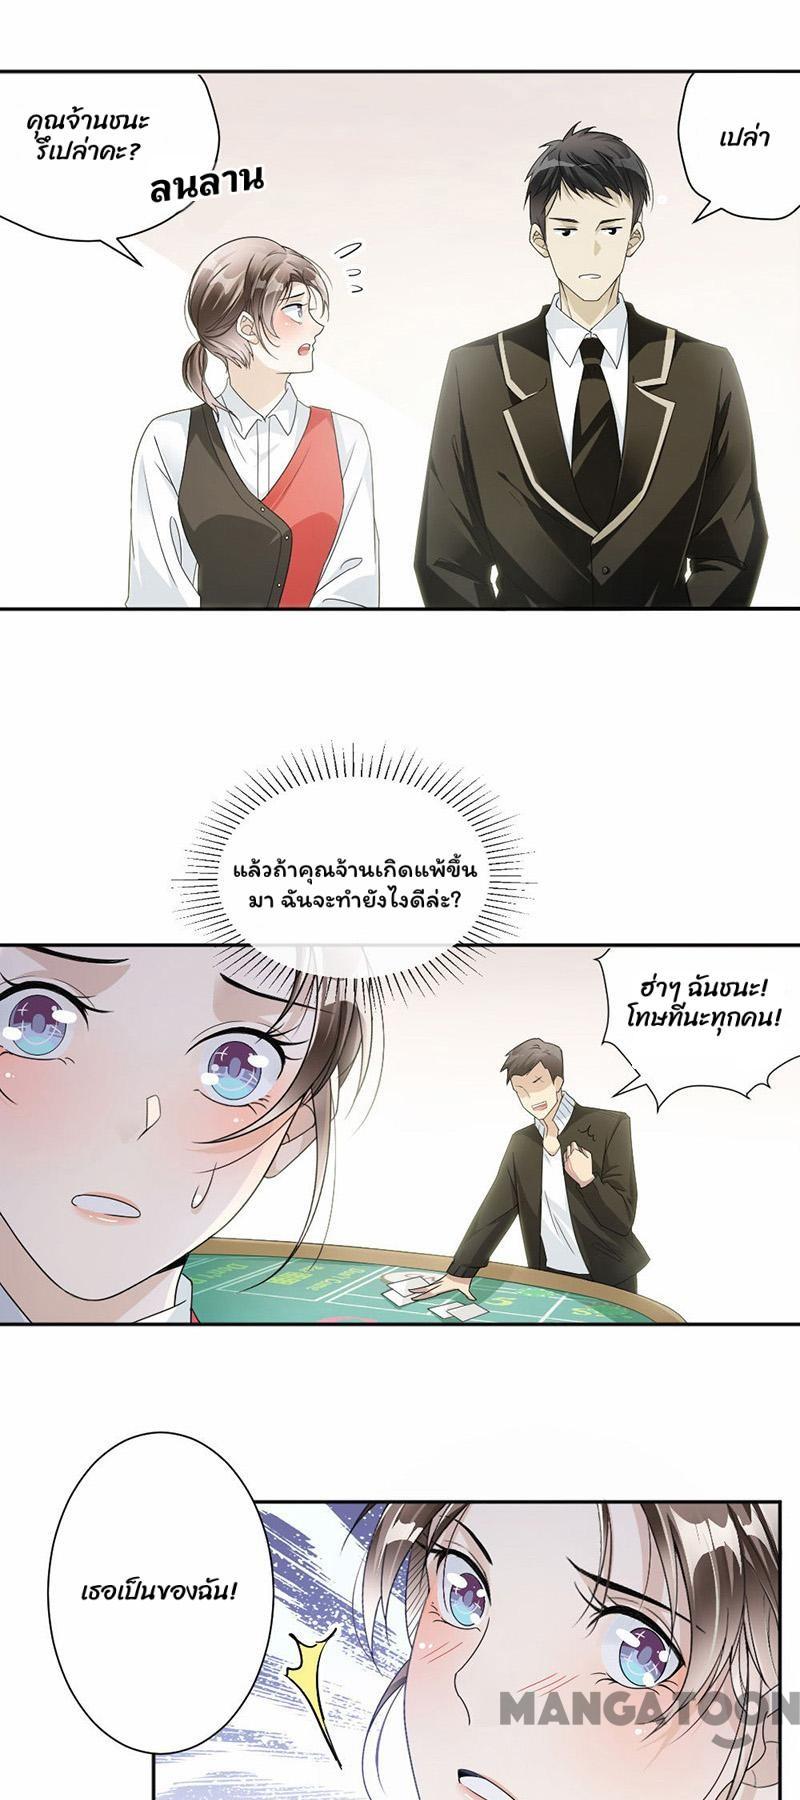 คุณจ้านชนะ
รึเปล่าคะ?
ลนลาน
เปล่า
แล้วถ้าคุณจ้านเกิดแพ้ขึ้น
มา ฉันจะทำยังไงดีล่ะ?
ฮ่าๆ ฉันชนะ!
โทษทีนะทุกคน!
เธอเป็นของฉัน!
MANGATOON